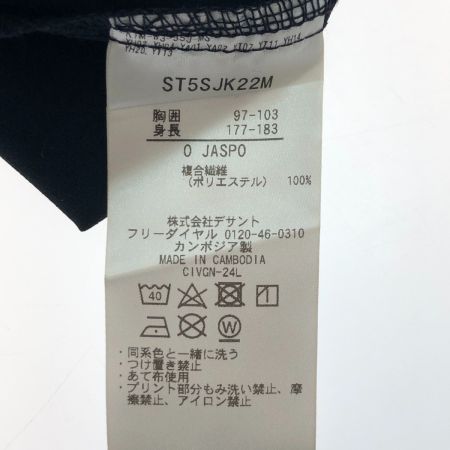 ST5SJK22M
胸囲 97-103
身長 177-183
O JASPO
複合繊維
(ポリエステル) 100%
株式会社デサント
フリーダイヤル 0120-46-0310
カンボジア製
MADE IN CAMBODIA
CIVGN-24L
40
W
・同系色と一緒に洗う
・つけ置き禁止
・あて布使用
・プリント部分もみ洗い禁止、摩
擦禁止、アイロン禁止